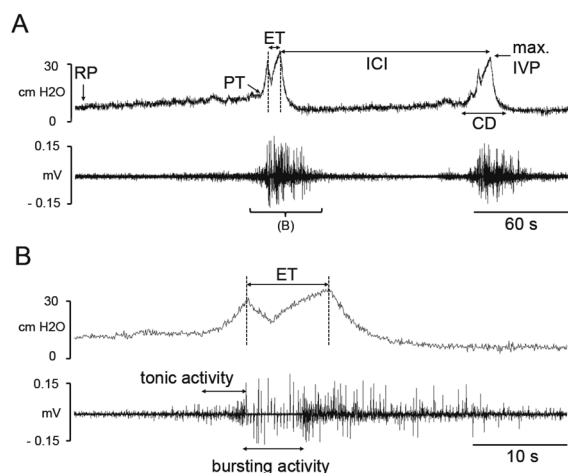 A
ET
30
RP
PT
ICI
max.
IVP
cm H2O
0
CD
0.15
mV
- 0.15
(B)
60 s
B
ET
30
cm H2O
0
tonic activity
0.15
mV
- 0.15
bursting activity
10 s